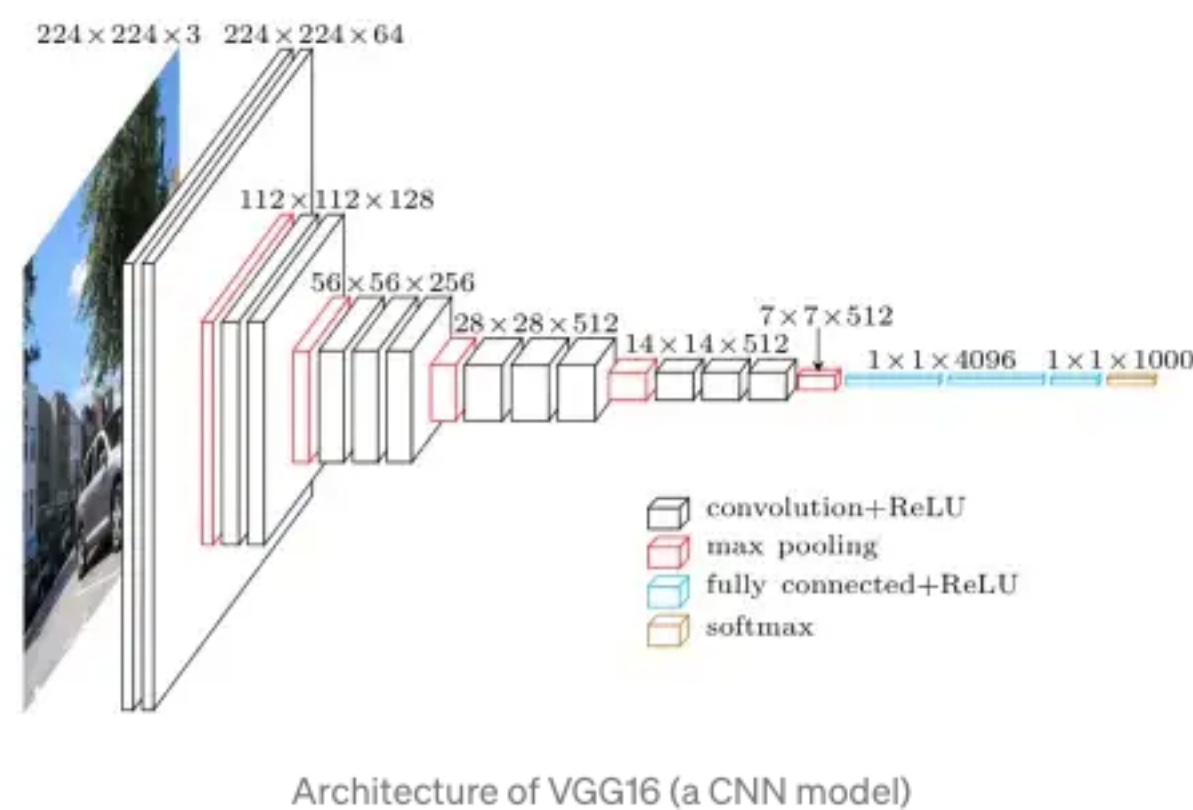 224×224×3
224×224×64
112×112×128
56×56×256
28×28×512
14×14×512
7×7×512
1×1×4096
1×1×1000
convolution+ReLU
max pooling
fully connected+ReLU
softmax
Architecture of VGG16 (a CNN model)